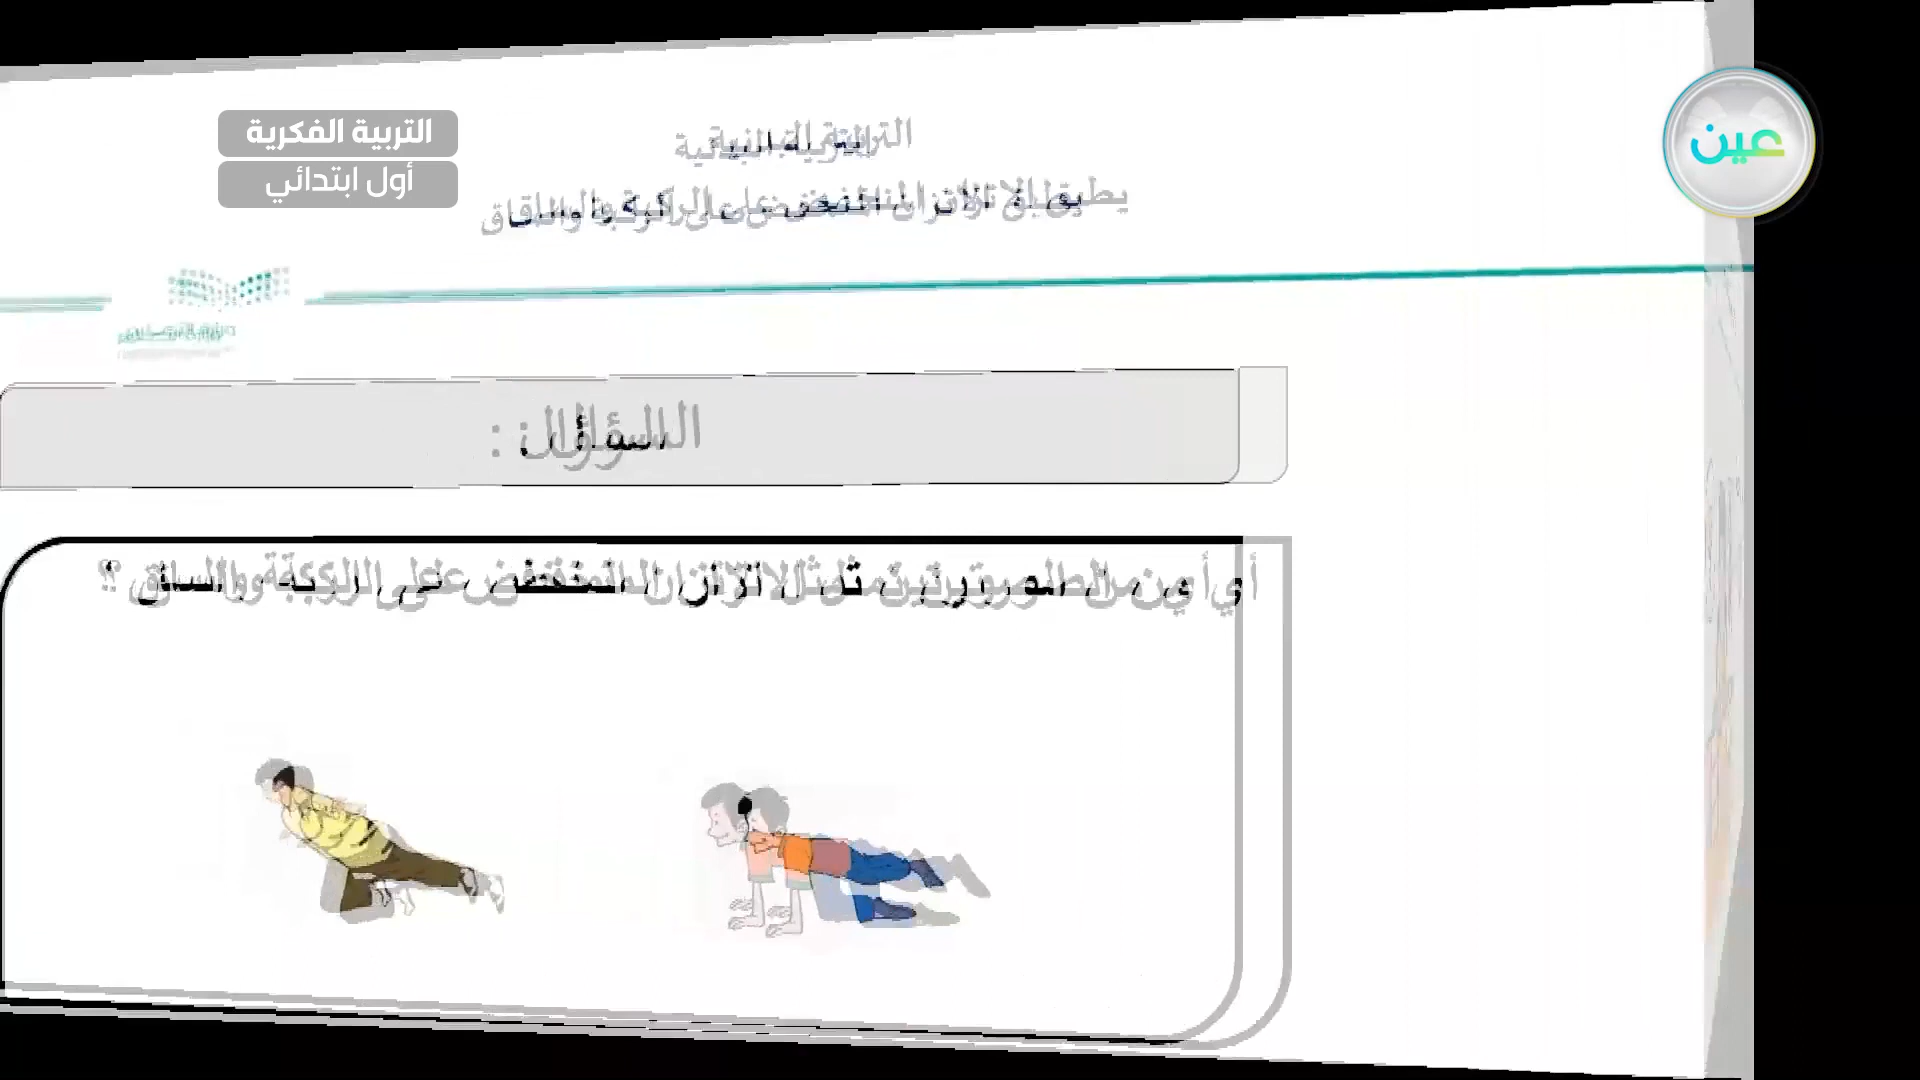 التربية الفكرية
أول ابتدائي
عين
التربية البدنية
يطبق الاتزان المنخفض على الركبة والساق
السؤال :
أي من الصورتين تمثل الاتزان المنخفض على الركبة والساق ؟